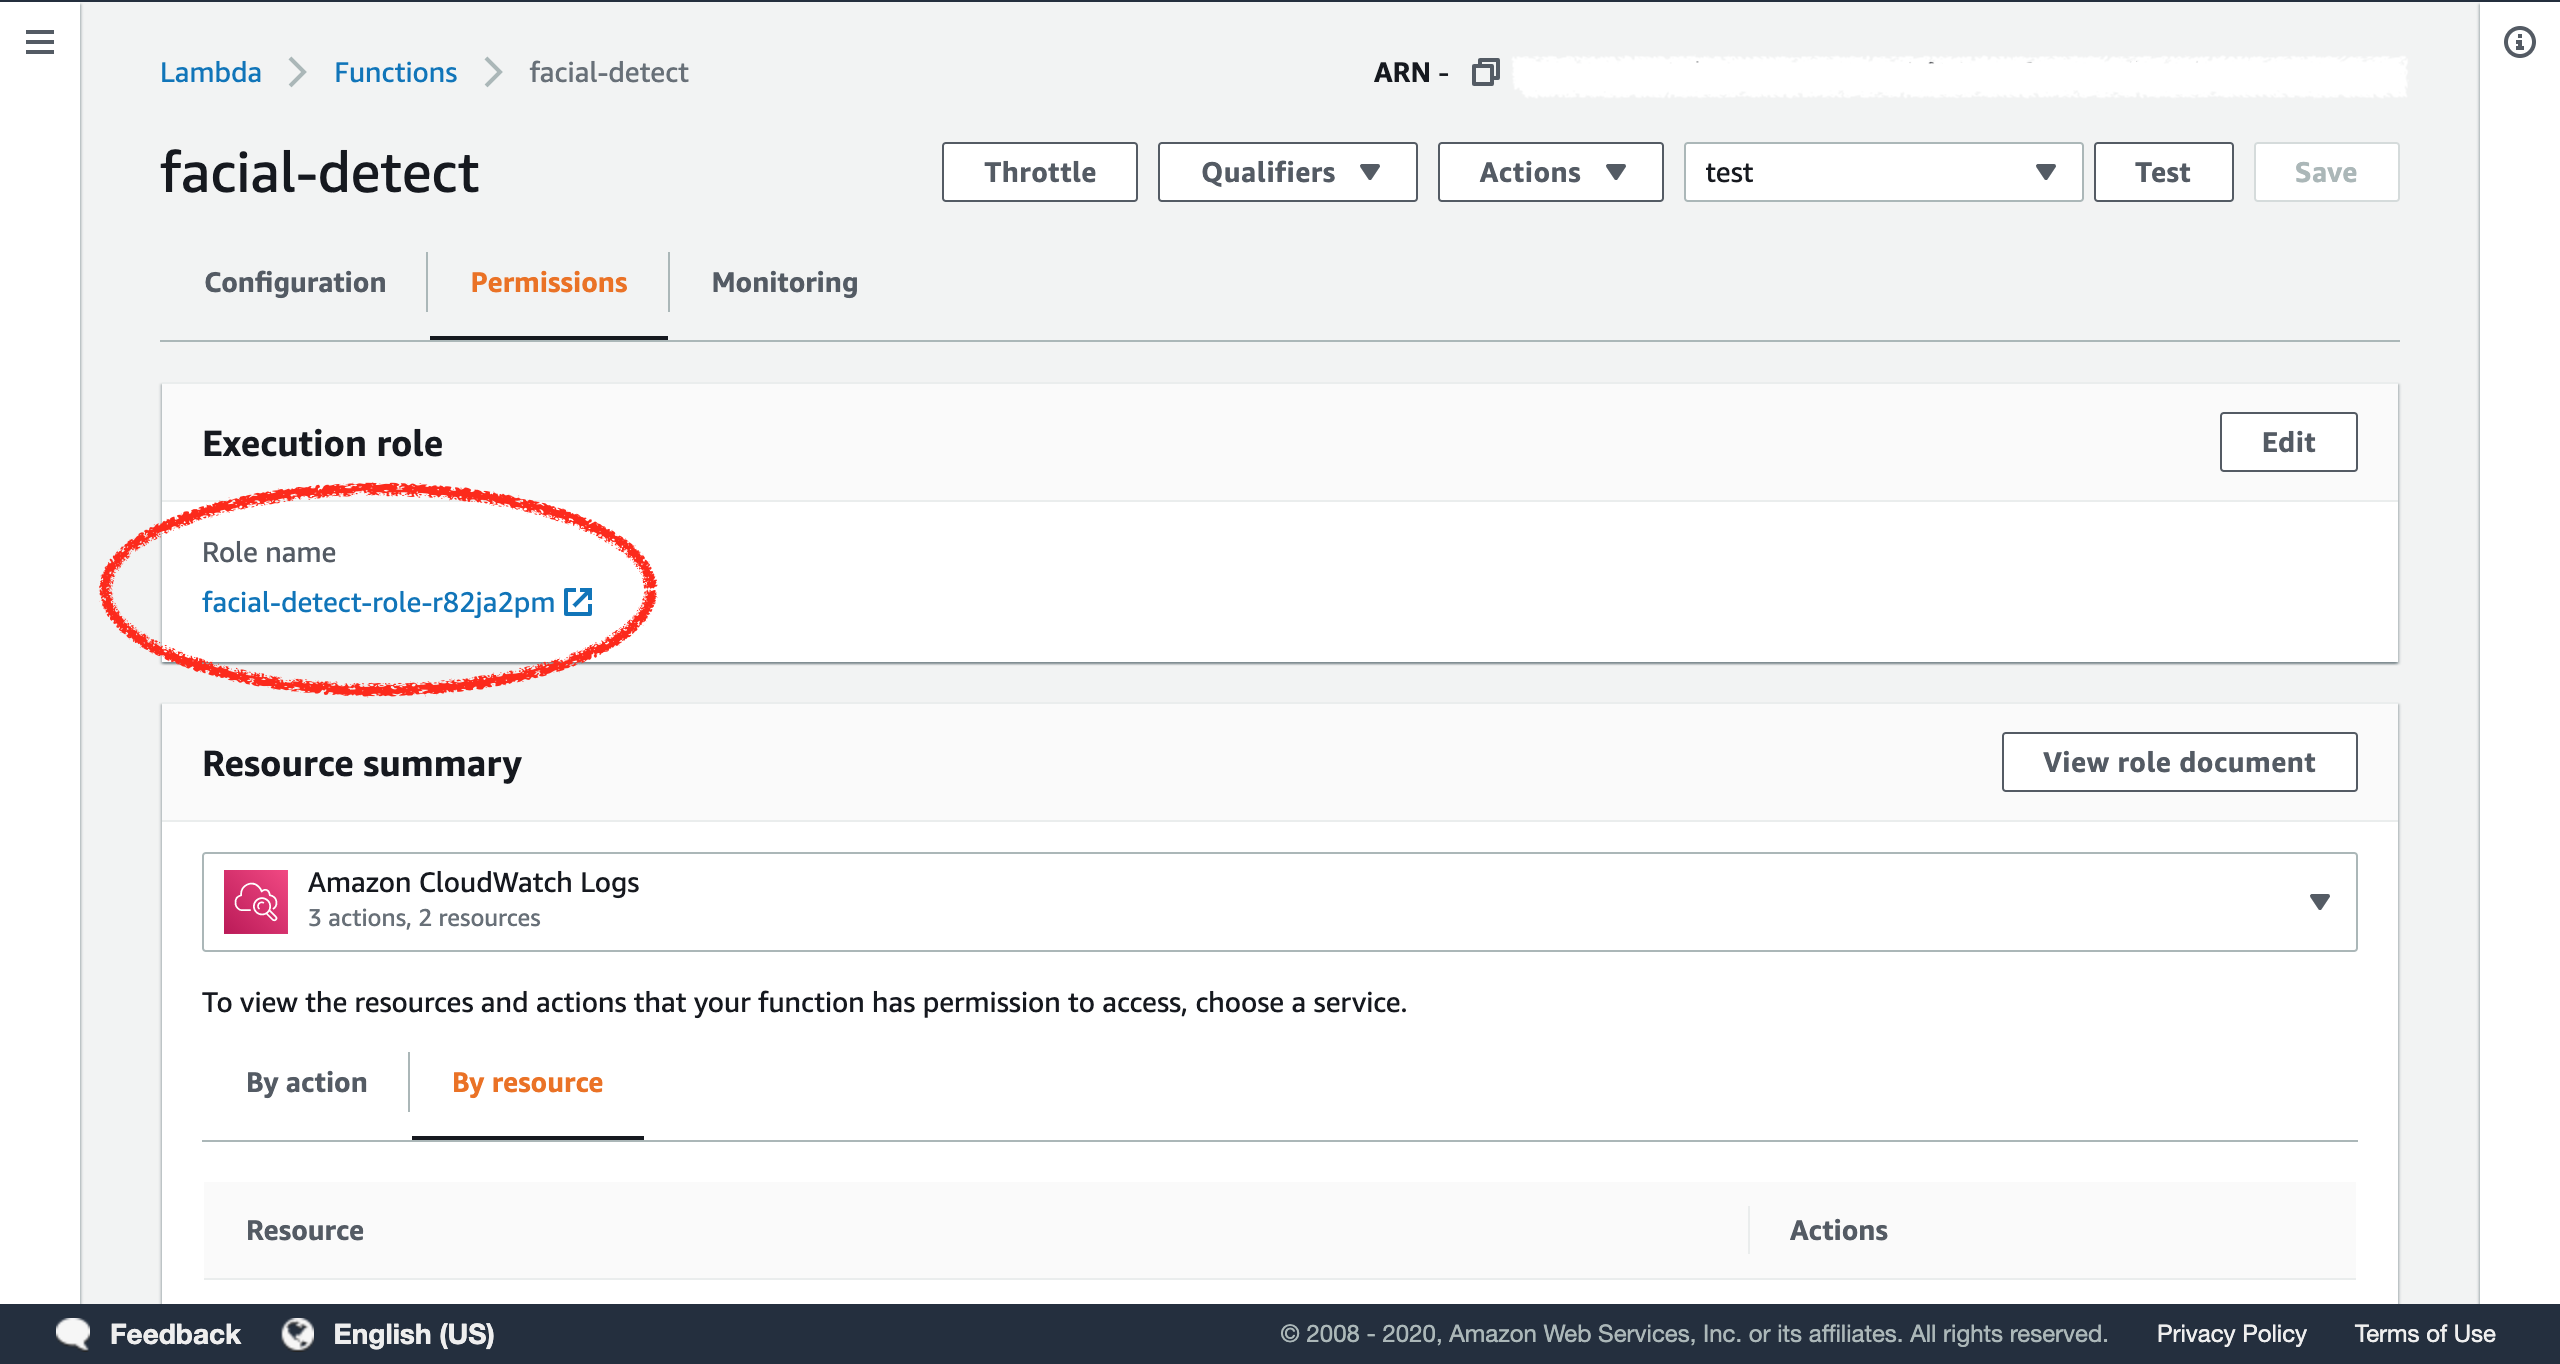 Lambda Functions facial-detect ARN -
facial-detect Throttle Qualifiers Actions test Test Save
Configuration Permissions Monitoring
Execution role Edit
Role name
facial-detect-role-r82ja2pm
Resource summary View role document
Amazon CloudWatch Logs
3 actions, 2 resources
To view the resources and actions that your function has permission to access, choose a service.
By action By resource
Resource Actions
Feedback English (US) © 2008 - 2020, Amazon Web Services, Inc. or its affiliates. All rights reserved. Privacy Policy Terms of Use